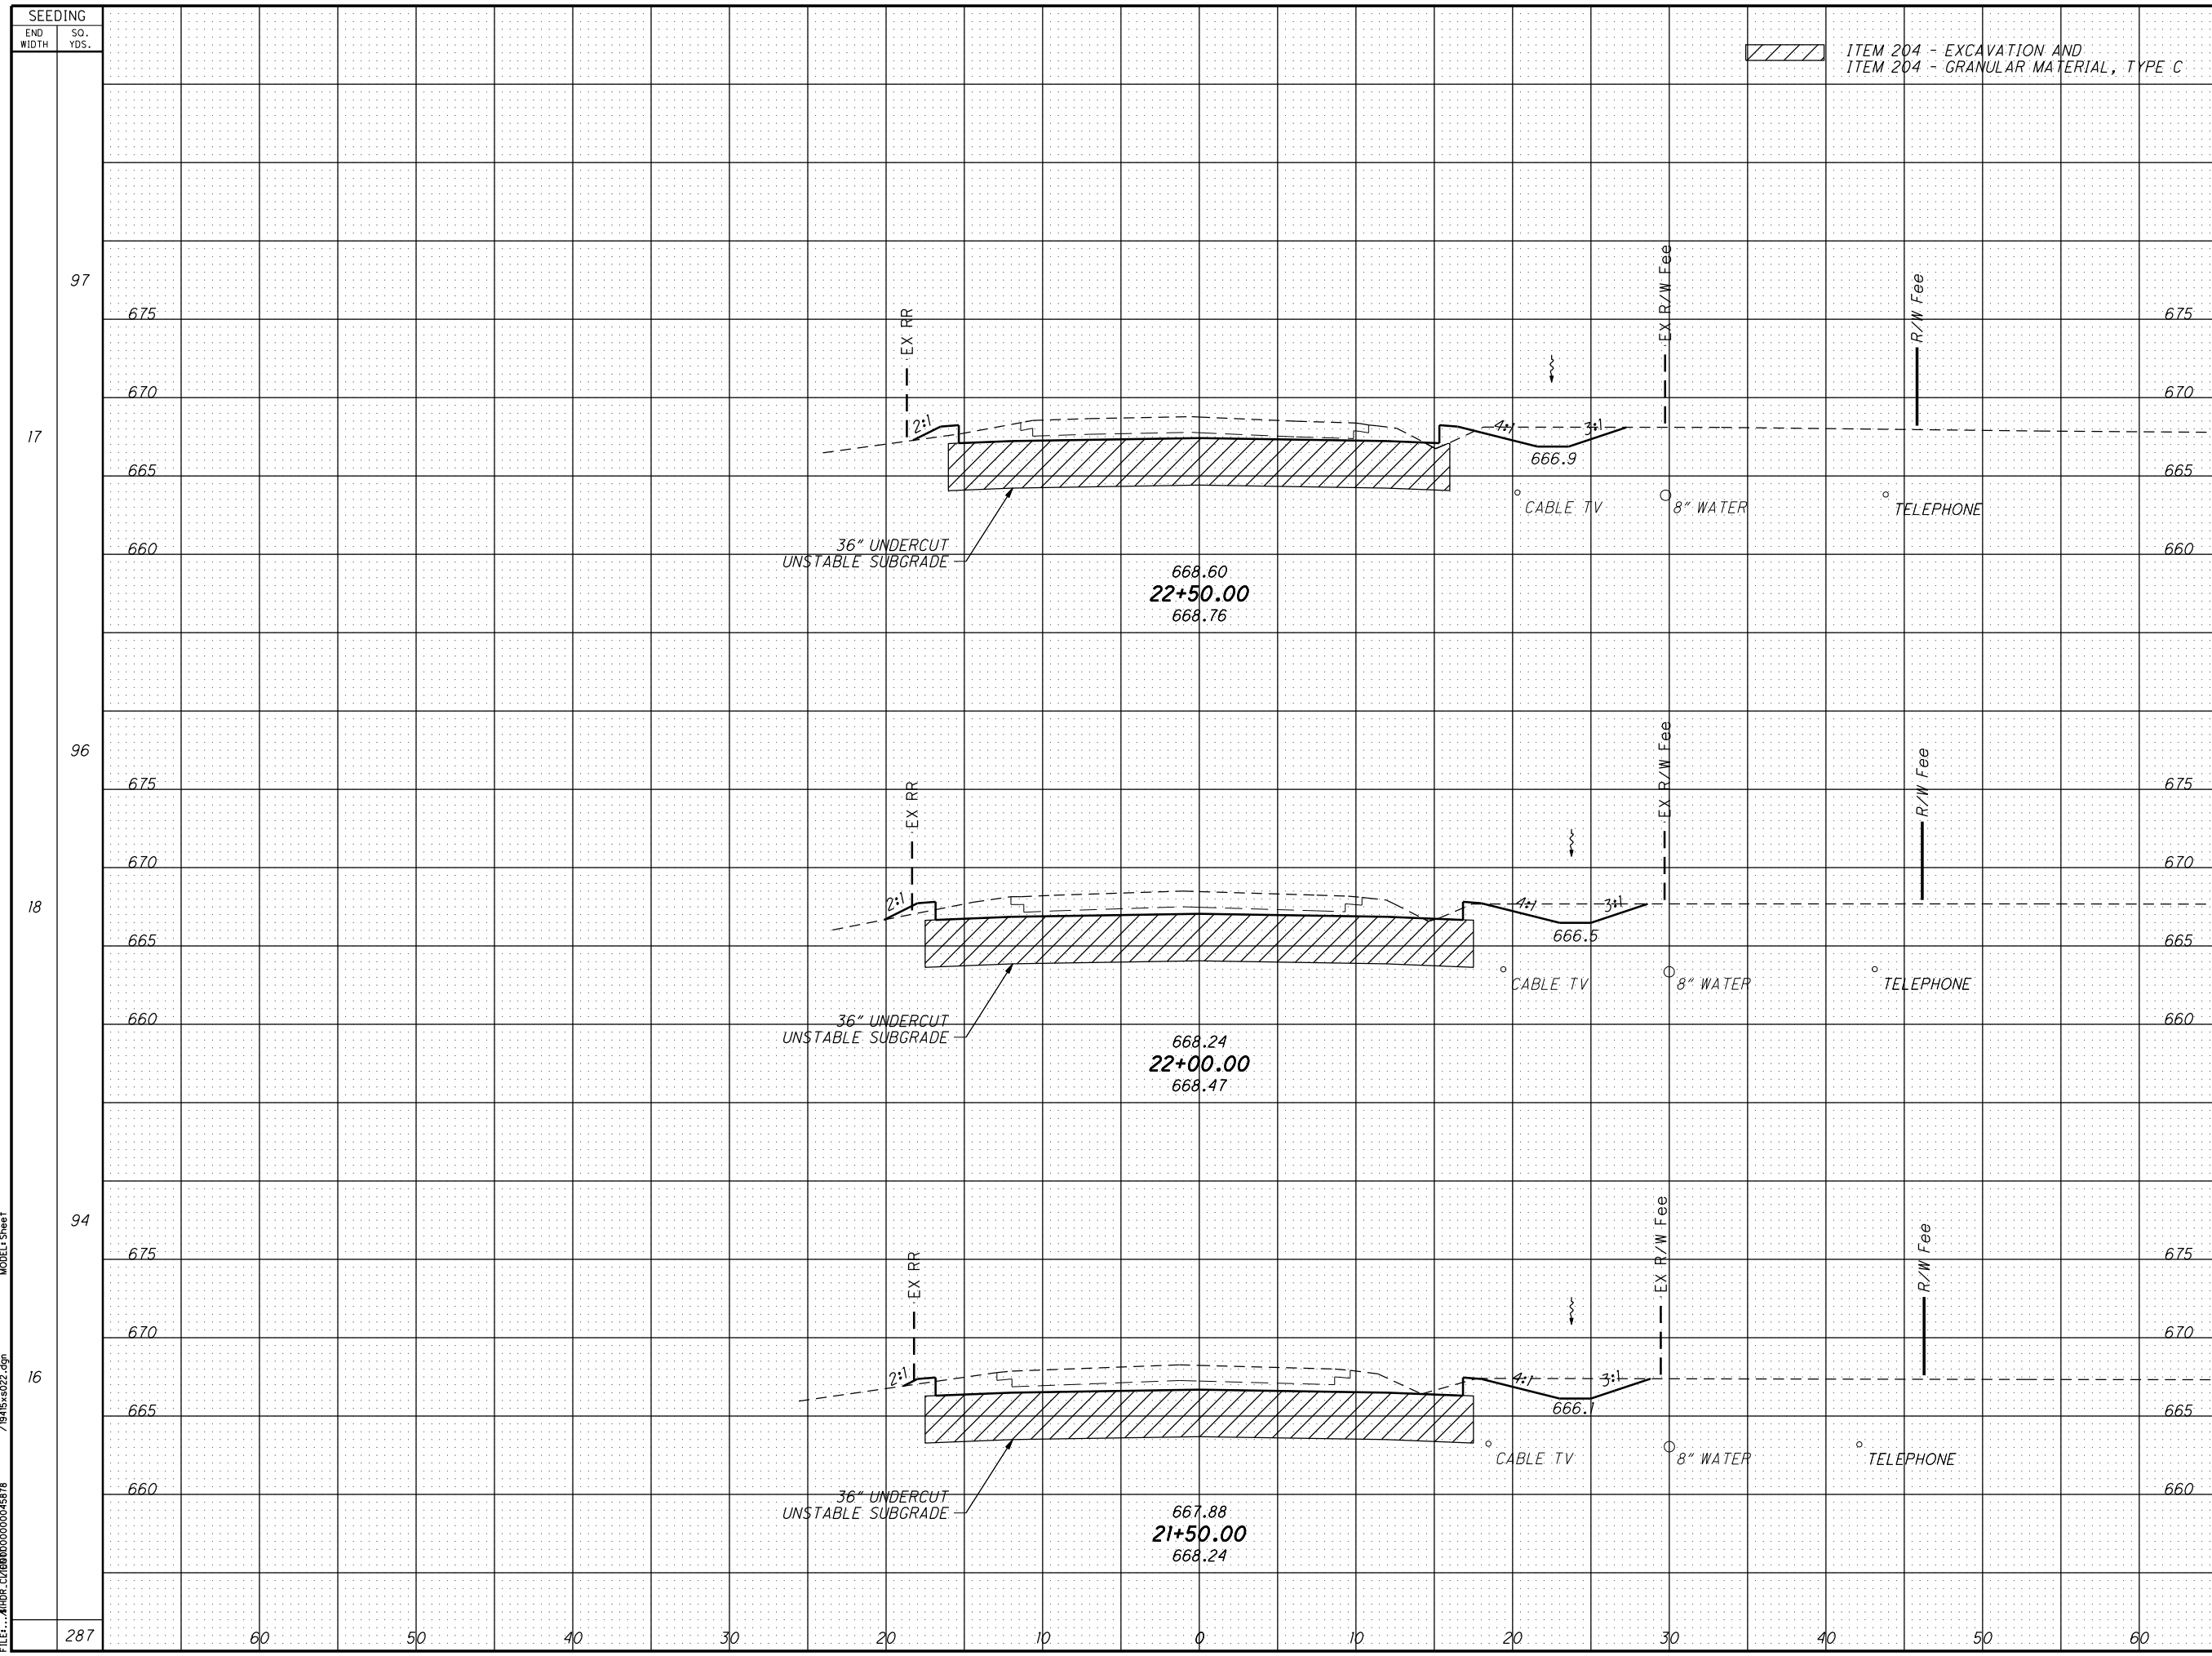 SEEDING
END WIDTH
SQ. YDS.
ITEM 204 - EXCAVATION AND
ITEM 204 - GRANULAR MATERIAL, TYPE C
97
675
EX RR
EX R/W Fee
R/W Fee
675
670
670
17
2:1
4:1
3:1
665
666.9
665
CABLE TV
8" WATER
TELEPHONE
660
36" UNDERCUT
UNSTABLE SUBGRADE
660
668.60
22+50.00
668.76
96
675
EX RR
EX R/W Fee
R/W Fee
675
670
670
18
2:1
4:1
3:1
665
666.5
665
CABLE TV
8" WATER
TELEPHONE
660
36" UNDERCUT
UNSTABLE SUBGRADE
660
668.24
22+00.00
668.47
94
675
EX RR
EX R/W Fee
R/W Fee
675
670
670
16
2:1
4:1
3:1
665
666.1
665
CABLE TV
8" WATER
TELEPHONE
660
36" UNDERCUT
UNSTABLE SUBGRADE
660
667.88
21+50.00
668.24
287
60 50 40 30 20 10 0 10 20 30 40 50 60
MODEL: Sheet